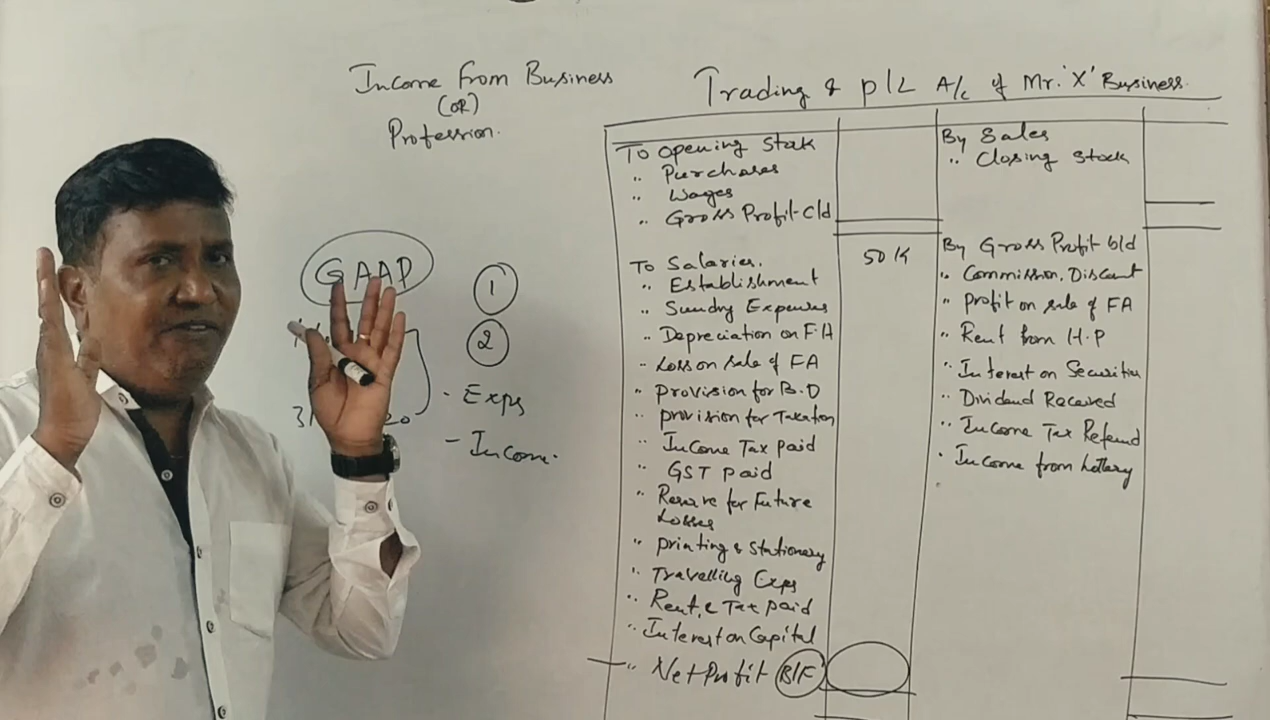 Income from Business
(OR)
Profession.
GAAP
1
2
- Exps
- Income.
Trading & P/L A/c of Mr. 'X' Business.
To Opening Stock
" Purchases
" Wages
" Gross Profit-C/d
To Salaries. 50K
" Establishment
" Sundry Expenses
" Depreciation on F.A
" Loss on Sale of FA
" Provision for B.D
" Provision for Taxation
" Income Tax paid
" GST paid
" Reserve for Future
Losses
" Printing & Stationery
" Travelling Exps
" Rent & Tax paid
" Interest on Capital
" Net Profit B/F
By Sales
" Closing Stock
By Gross Profit b/d
" Commission, Discount
" Profit on sale of FA
" Rent from H.P
" Interest on Securities
" Dividend Received
" Income Tax Refund
" Income from Lottery